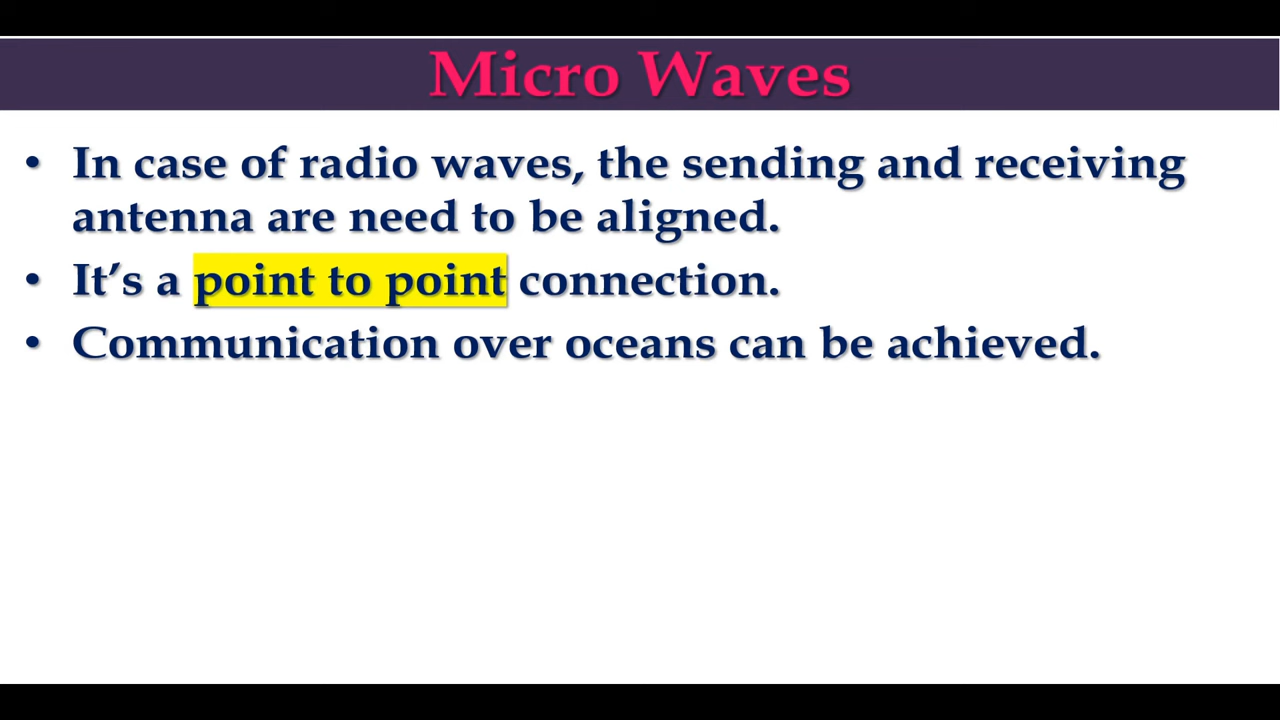 Micro Waves
• In case of radio waves, the sending and receiving
antenna are need to be aligned.
• It’s a point to point connection.
• Communication over oceans can be achieved.